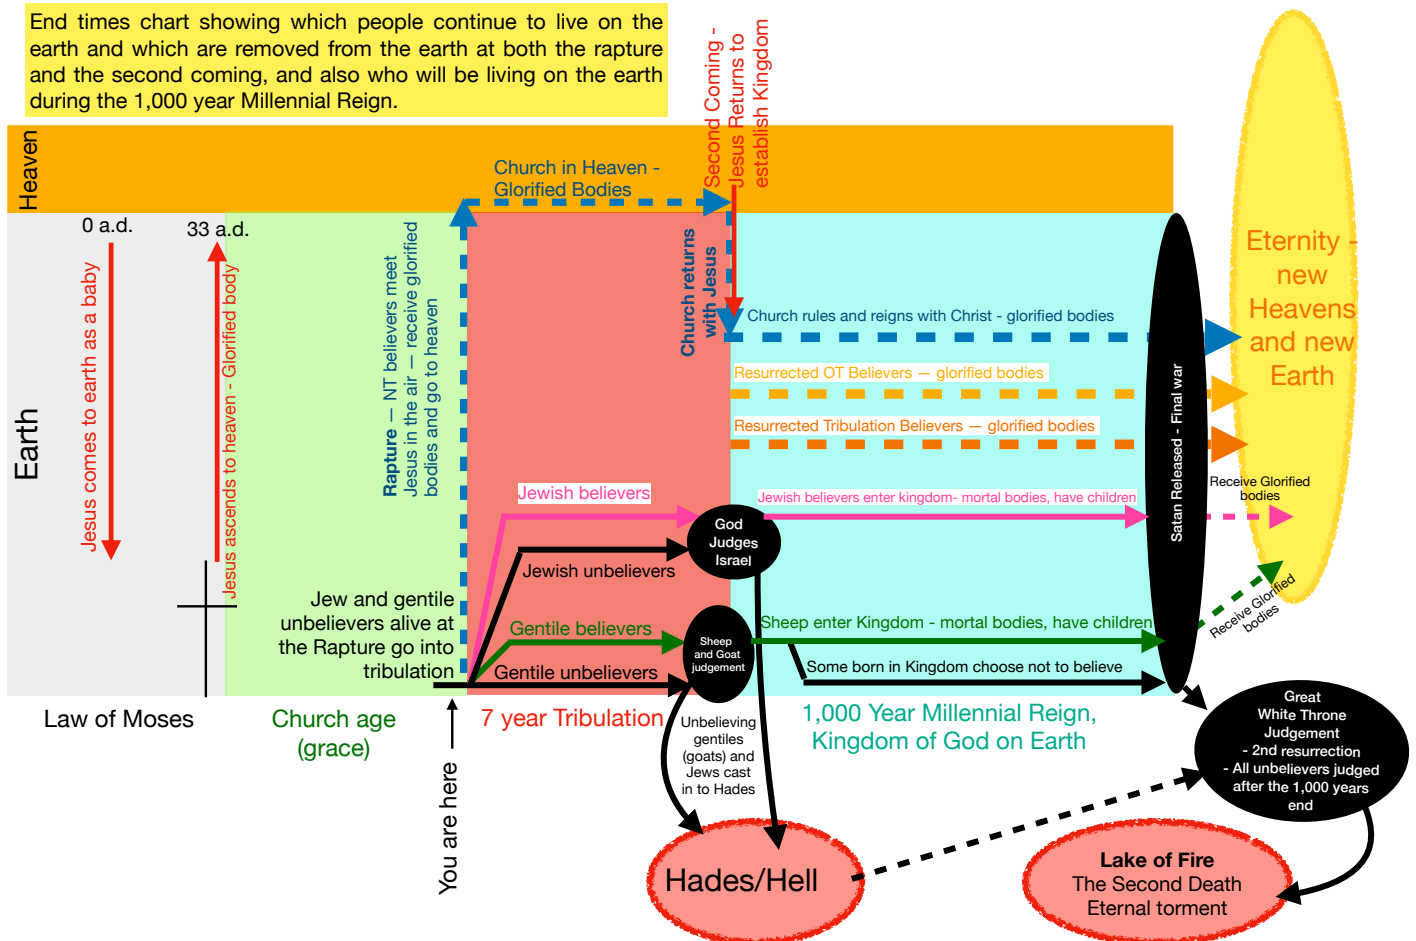 End times chart showing which people continue to live on the
earth and which are removed from the earth at both the rapture
and the second coming, and also who will be living on the earth
during the 1,000 year Millennial Reign.
Second Coming -
Jesus Returns to
establish Kingdom
Heaven
Church in Heaven -
Glorified Bodies
Earth
0 a.d.
33 a.d.
Jesus comes to earth as a baby
Jesus ascends to heaven - Glorified body
Rapture — NT believers meet
Jesus in the air — receive glorified
bodies and go to heaven
Church returns
with Jesus
Church rules and reigns with Christ - glorified bodies
Resurrected OT Believers — glorified bodies
Resurrected Tribulation Believers — glorified bodies
Eternity -
new
Heavens
and new
Earth
Satan Released - Final war
Jewish believers
Jewish believers enter kingdom- mortal bodies, have children
Receive Glorified
bodies
God
Judges
Israel
Jewish unbelievers
Jew and gentile
unbelievers alive at
the Rapture go into
tribulation
Gentile believers
Gentile unbelievers
Sheep
and Goat
judgement
Sheep enter Kingdom - mortal bodies, have children
Some born in Kingdom choose not to believe
Receive Glorified
bodies
Law of Moses
Church age
(grace)
7 year Tribulation
1,000 Year Millennial Reign,
Kingdom of God on Earth
You are here
Unbelieving
gentiles
(goats) and
Jews cast
in to Hades
Great
White Throne
Judgement
- 2nd resurrection
- All unbelievers judged
after the 1,000 years
end
Hades/Hell
Lake of Fire
The Second Death
Eternal torment